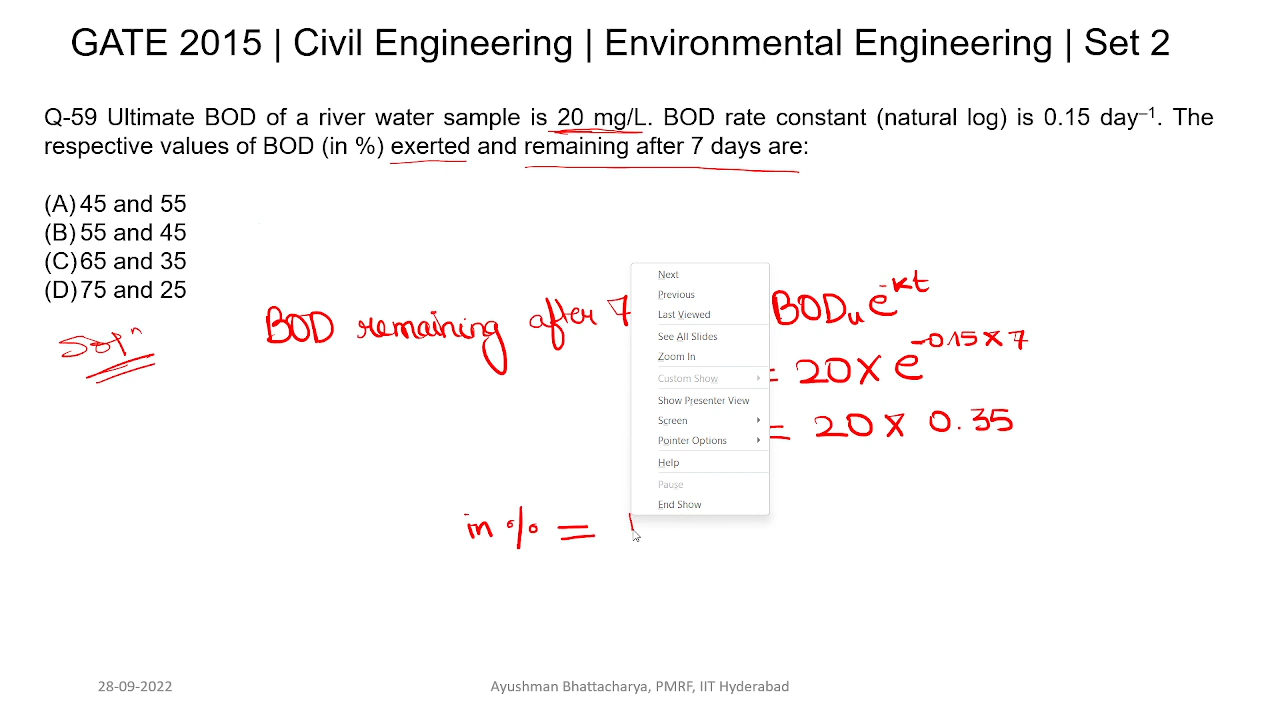 GATE 2015 | Civil Engineering | Environmental Engineering | Set 2
Q-59 Ultimate BOD of a river water sample is 20 mg/L. BOD rate constant (natural log) is 0.15 day⁻¹. The
respective values of BOD (in %) exerted and remaining after 7 days are:
(A) 45 and 55
(B) 55 and 45
(C) 65 and 35
(D) 75 and 25
Solⁿ
BOD remaining after 7 BODᵤ e^-kt
= 20 X e^-0.15 X 7
= 20 X 0.35
in % =
Next
Previous
Last Viewed
See All Slides
Zoom In
Custom Show
Show Presenter View
Screen
Pointer Options
Help
Pause
End Show
28-09-2022
Ayushman Bhattacharya, PMRF, IIT Hyderabad